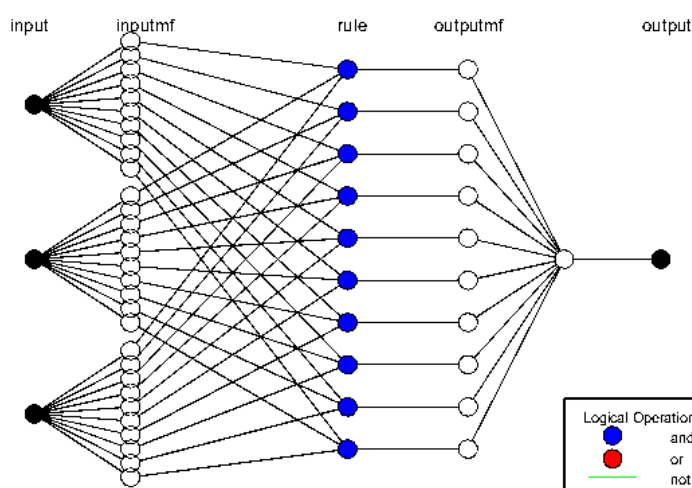 input inputmf rule outputmf output
Logical Operation
and
or
not